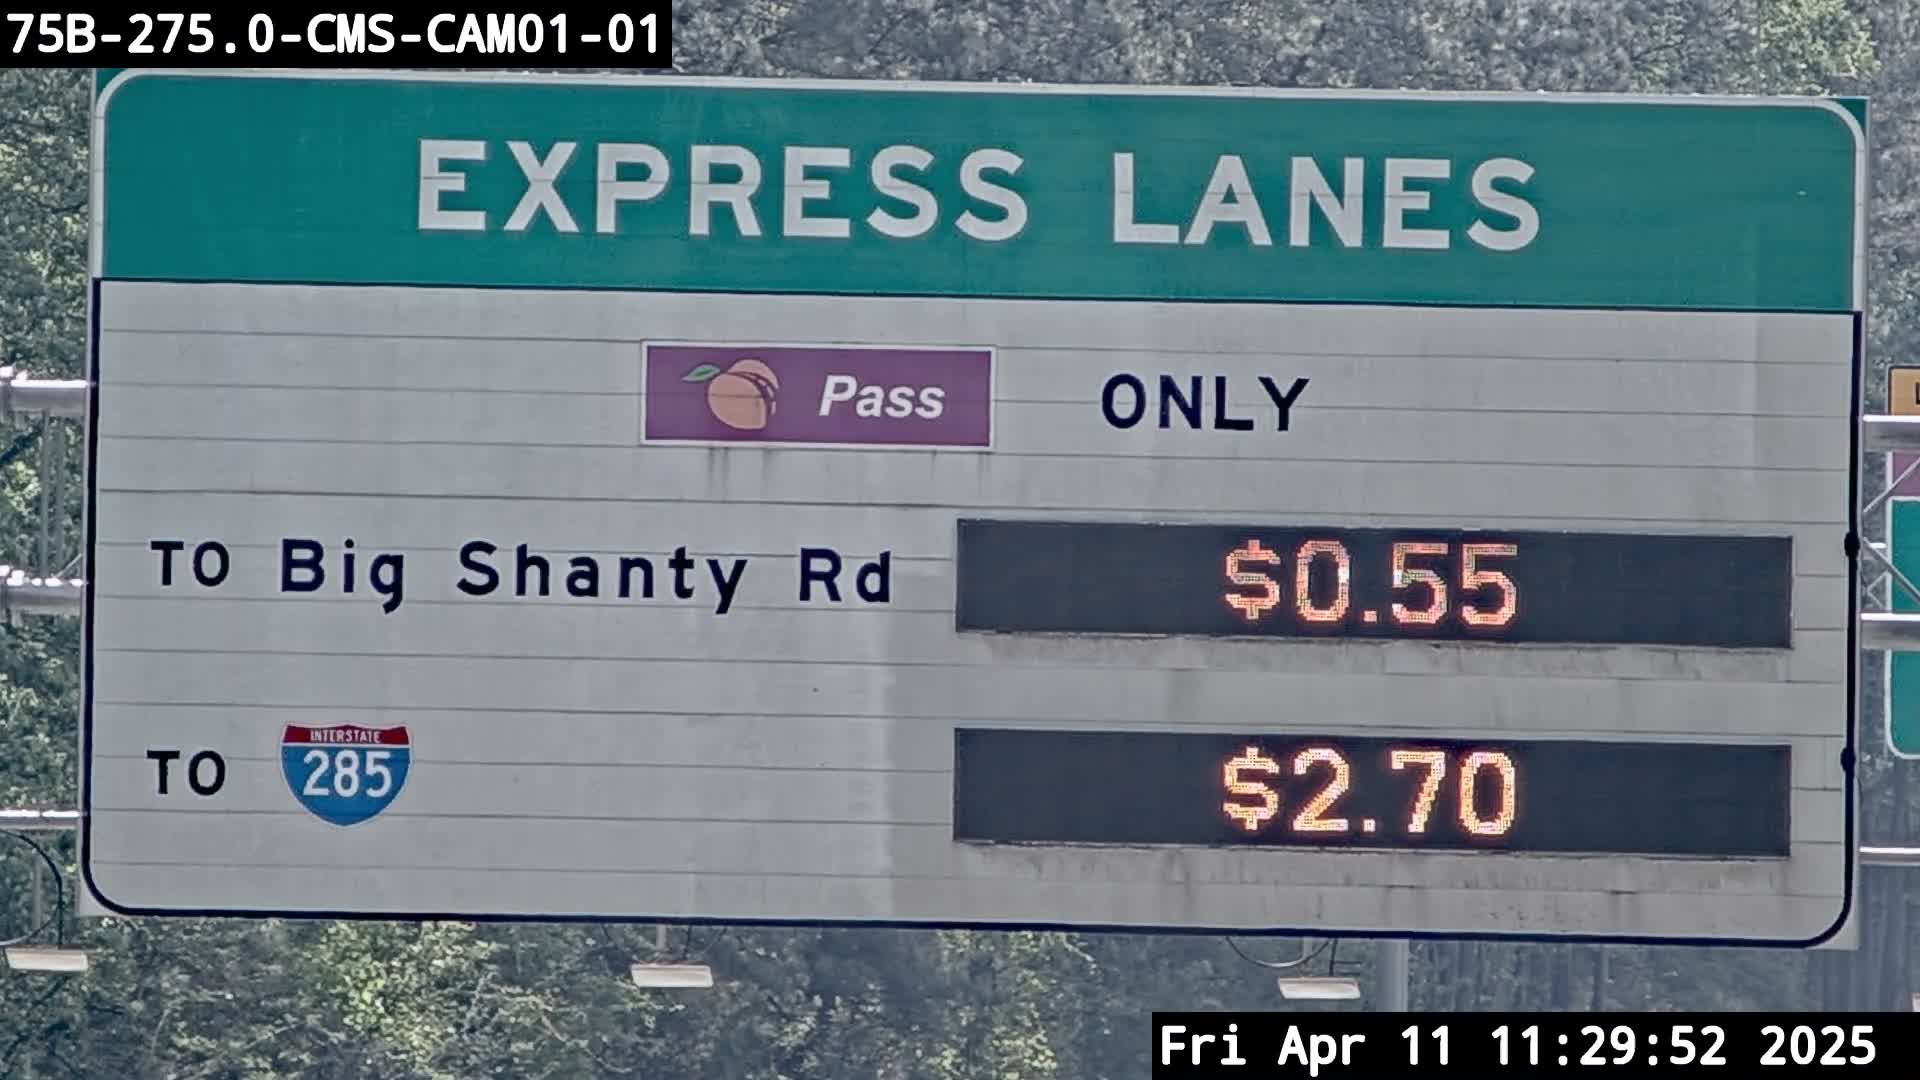 75B-275.0-CMS-CAM01-01
EXPRESS LANES
Pass ONLY
TO Big Shanty Rd $0.55
TO INTERSTATE 285 $2.70
Fri Apr 11 11:29:52 2025